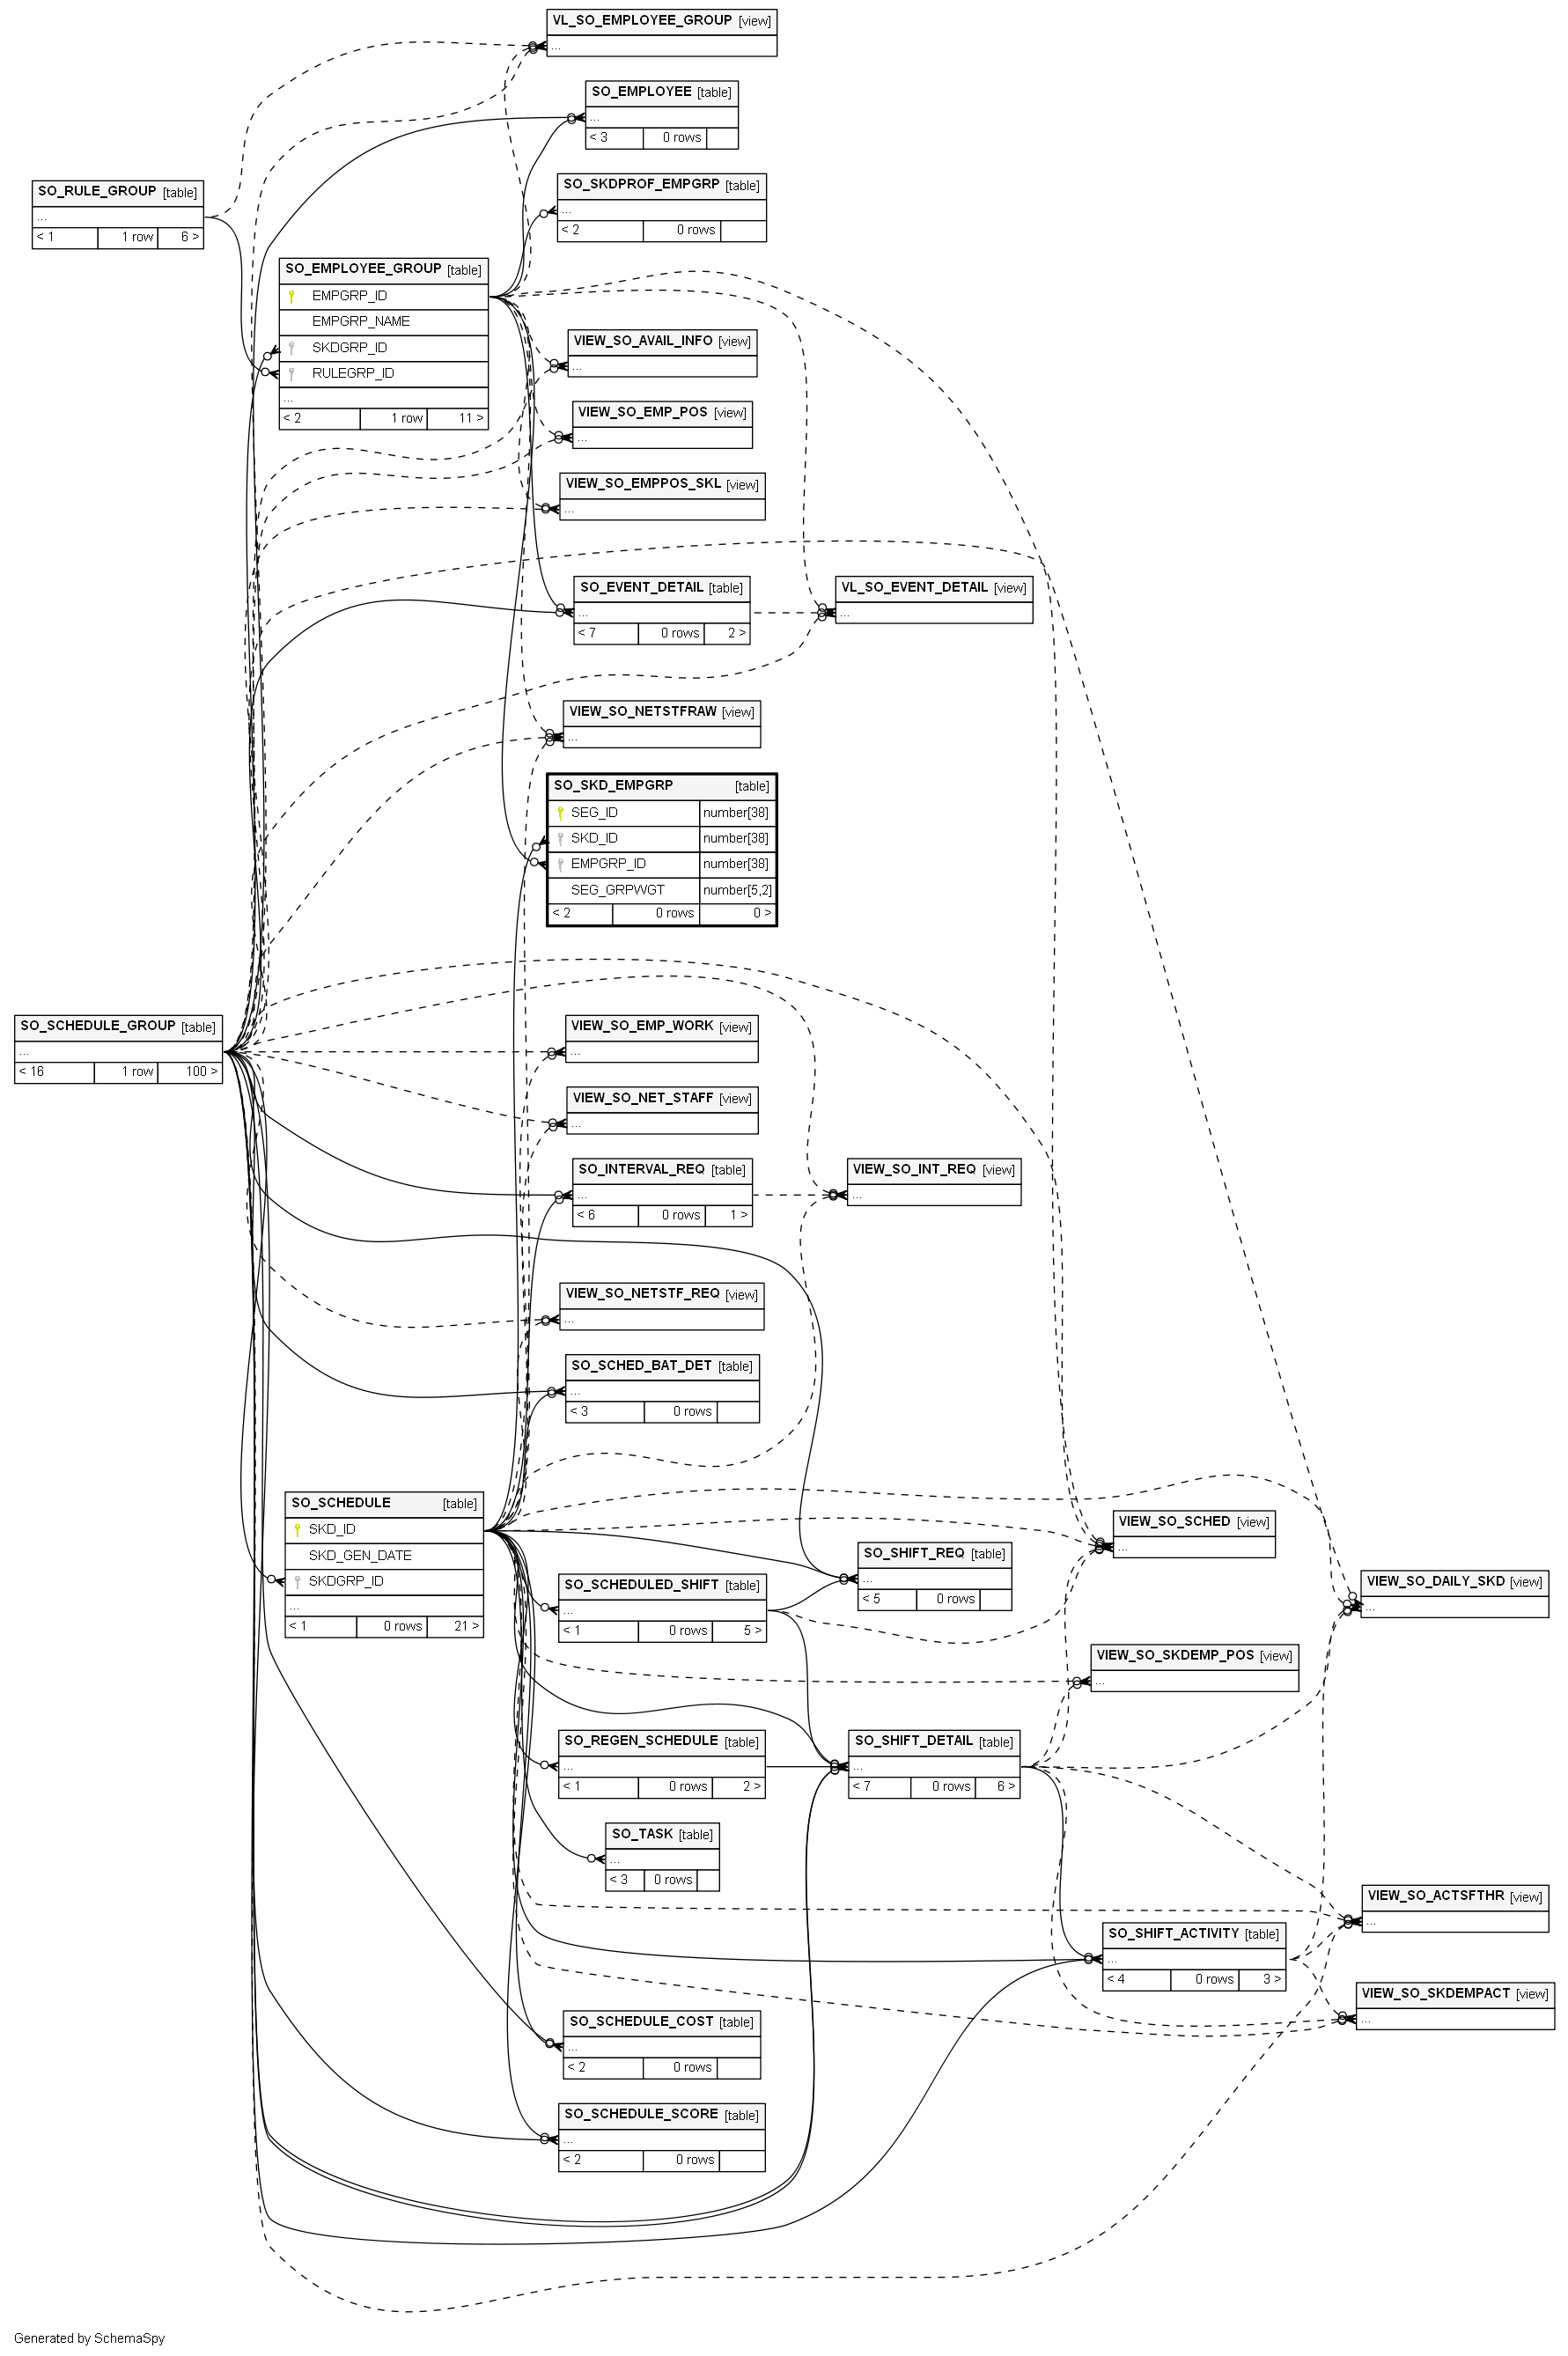 VL_SO_EMPLOYEE_GROUP [view]
...
SO_EMPLOYEE [table]
...
< 3 0 rows
SO_SKDPROF_EMPGRP [table]
...
< 2 0 rows
SO_RULE_GROUP [table]
...
< 1 1 row 6 >
SO_EMPLOYEE_GROUP [table]
EMPGRP_ID
EMPGRP_NAME
SKDGRP_ID
RULEGRP_ID
...
< 2 1 row 11 >
VIEW_SO_AVAIL_INFO [view]
...
VIEW_SO_EMP_POS [view]
...
VIEW_SO_EMPPOS_SKL [view]
...
SO_EVENT_DETAIL [table]
...
< 7 0 rows 2 >
VL_SO_EVENT_DETAIL [view]
...
VIEW_SO_NETSTFRAW [view]
...
SO_SKD_EMPGRP [table]
SEG_ID number[38]
SKD_ID number[38]
EMPGRP_ID number[38]
SEG_GRPWGT number[5,2]
< 2 0 rows 0 >
SO_SCHEDULE_GROUP [table]
...
< 16 1 row 100 >
VIEW_SO_EMP_WORK [view]
...
VIEW_SO_NET_STAFF [view]
...
SO_INTERVAL_REQ [table]
...
< 6 0 rows 1 >
VIEW_SO_INT_REQ [view]
...
VIEW_SO_NETSTF_REQ [view]
...
SO_SCHED_BAT_DET [table]
...
< 3 0 rows
SO_SCHEDULE [table]
SKD_ID
SKD_GEN_DATE
SKDGRP_ID
...
< 1 0 rows 21 >
VIEW_SO_SCHED [view]
...
SO_SHIFT_REQ [table]
...
< 5 0 rows
SO_SCHEDULED_SHIFT [table]
...
< 1 0 rows 5 >
VIEW_SO_DAILY_SKD [view]
...
VIEW_SO_SKDEMP_POS [view]
...
SO_REGEN_SCHEDULE [table]
...
< 1 0 rows 2 >
SO_SHIFT_DETAIL [table]
...
< 7 0 rows 6 >
SO_TASK [table]
...
< 3 0 rows
VIEW_SO_ACTSFTHR [view]
...
SO_SHIFT_ACTIVITY [table]
...
< 4 0 rows 3 >
VIEW_SO_SKDEMPACT [view]
...
SO_SCHEDULE_COST [table]
...
< 2 0 rows
SO_SCHEDULE_SCORE [table]
...
< 2 0 rows
Generated by SchemaSpy